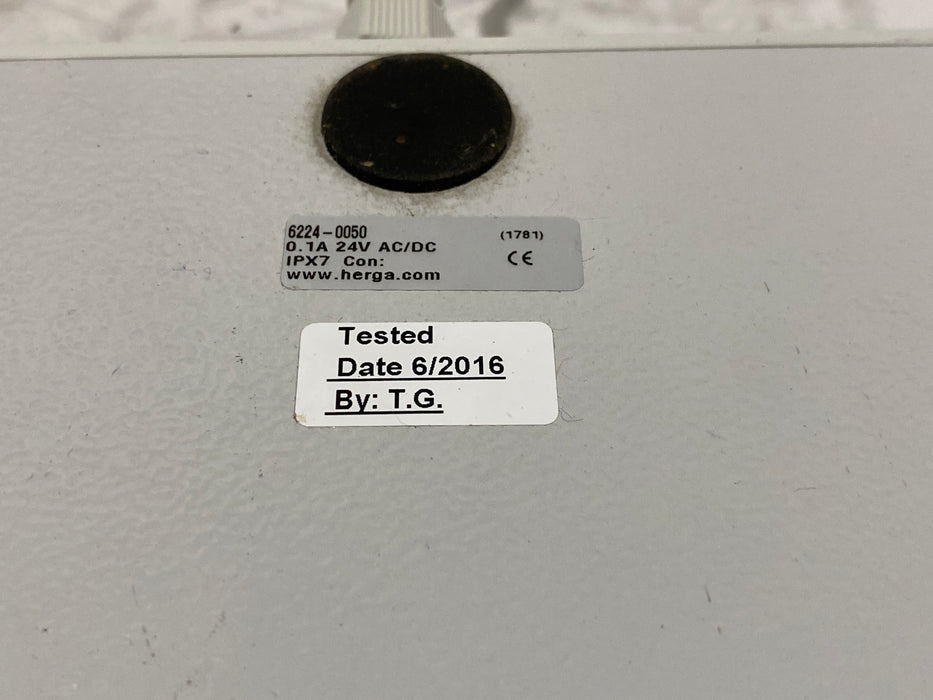 6224-0050 (1781)
0.1A 24V AC/DC
IPX7 Con: CE
www.herga.com
Tested
Date 6/2016
By: T.G.